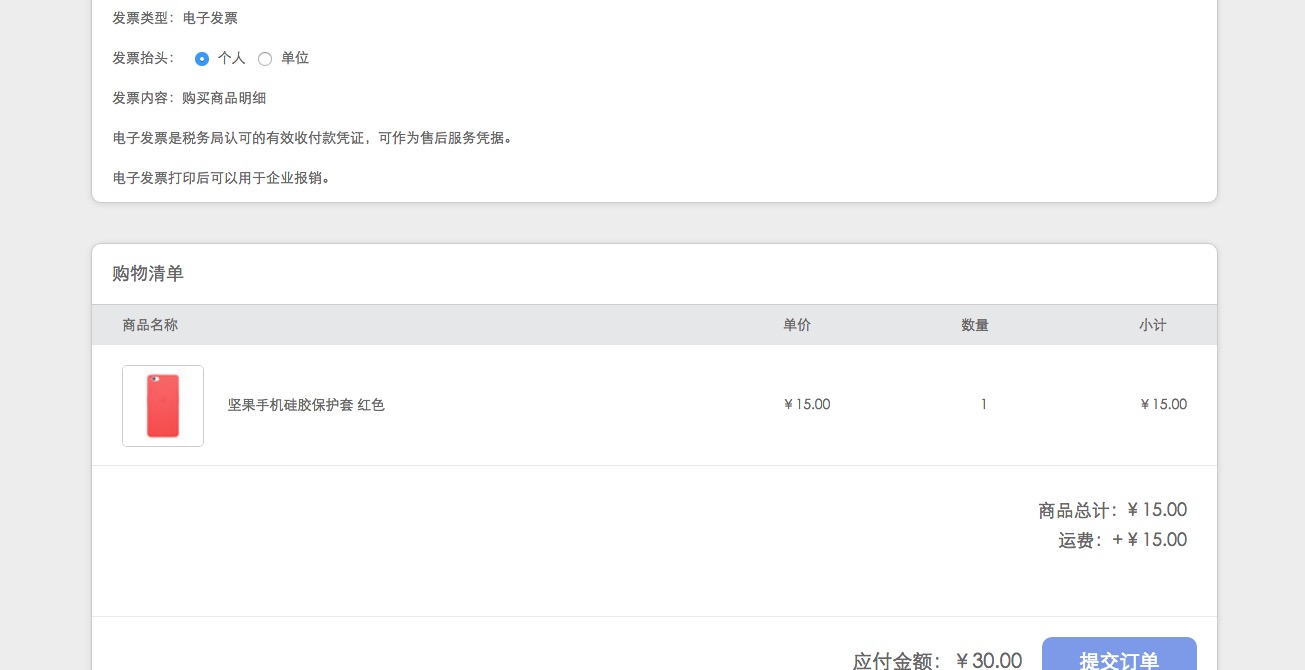 发票类型：电子发票
发票抬头： 个人 单位
发票内容：购买商品明细
电子发票是税务局认可的有效收付款凭证，可作为售后服务凭据。
电子发票打印后可以用于企业报销。
购物清单
商品名称 单价 数量 小计
坚果手机硅胶保护套 红色 ¥ 15.00 1 ¥ 15.00
商品总计：¥ 15.00
运费：+ ¥ 15.00
应付金额：¥ 30.00 提交订单